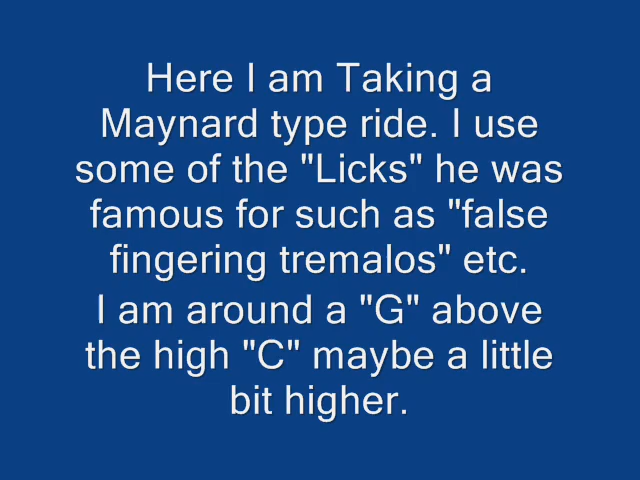 Here I am Taking a
Maynard type ride. I use
some of the "Licks" he was
famous for such as "false
fingering tremalos" etc.
I am around a "G" above
the high "C" maybe a little
bit higher.